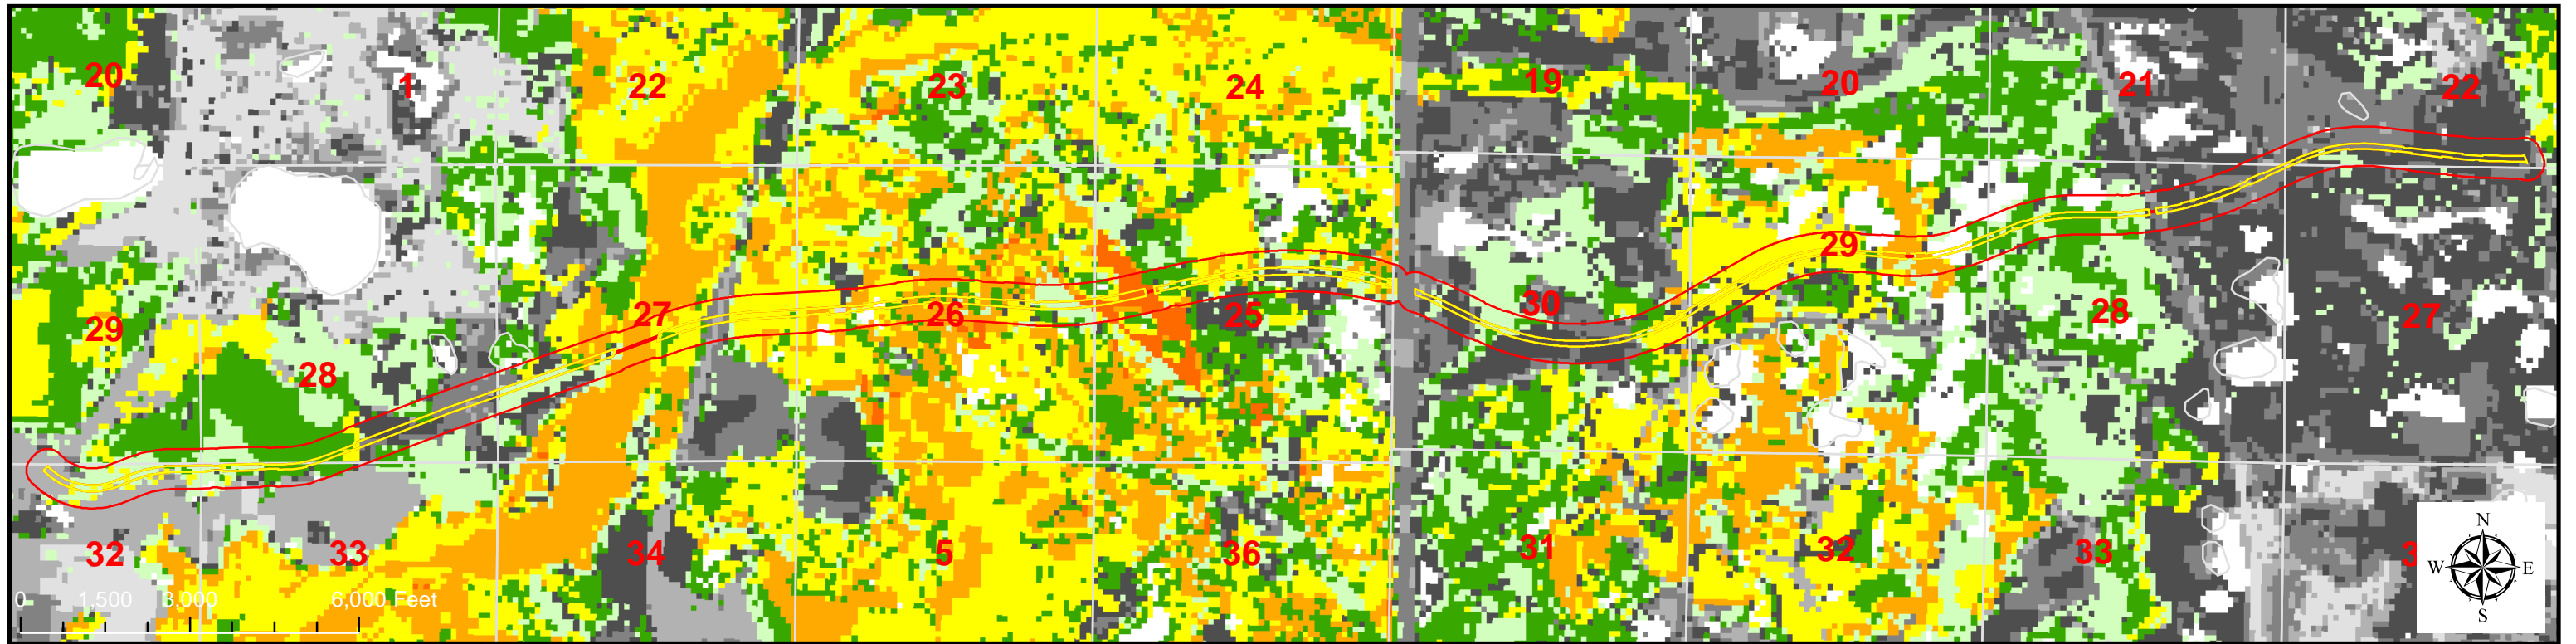 20 1 22 23 24 19 20 21 22
29 28 27 26 25 30 29 28 27
32 33 34 5 36 31 32 33 3
0 1,500 3,000 6,000 Feet
N
W E
S